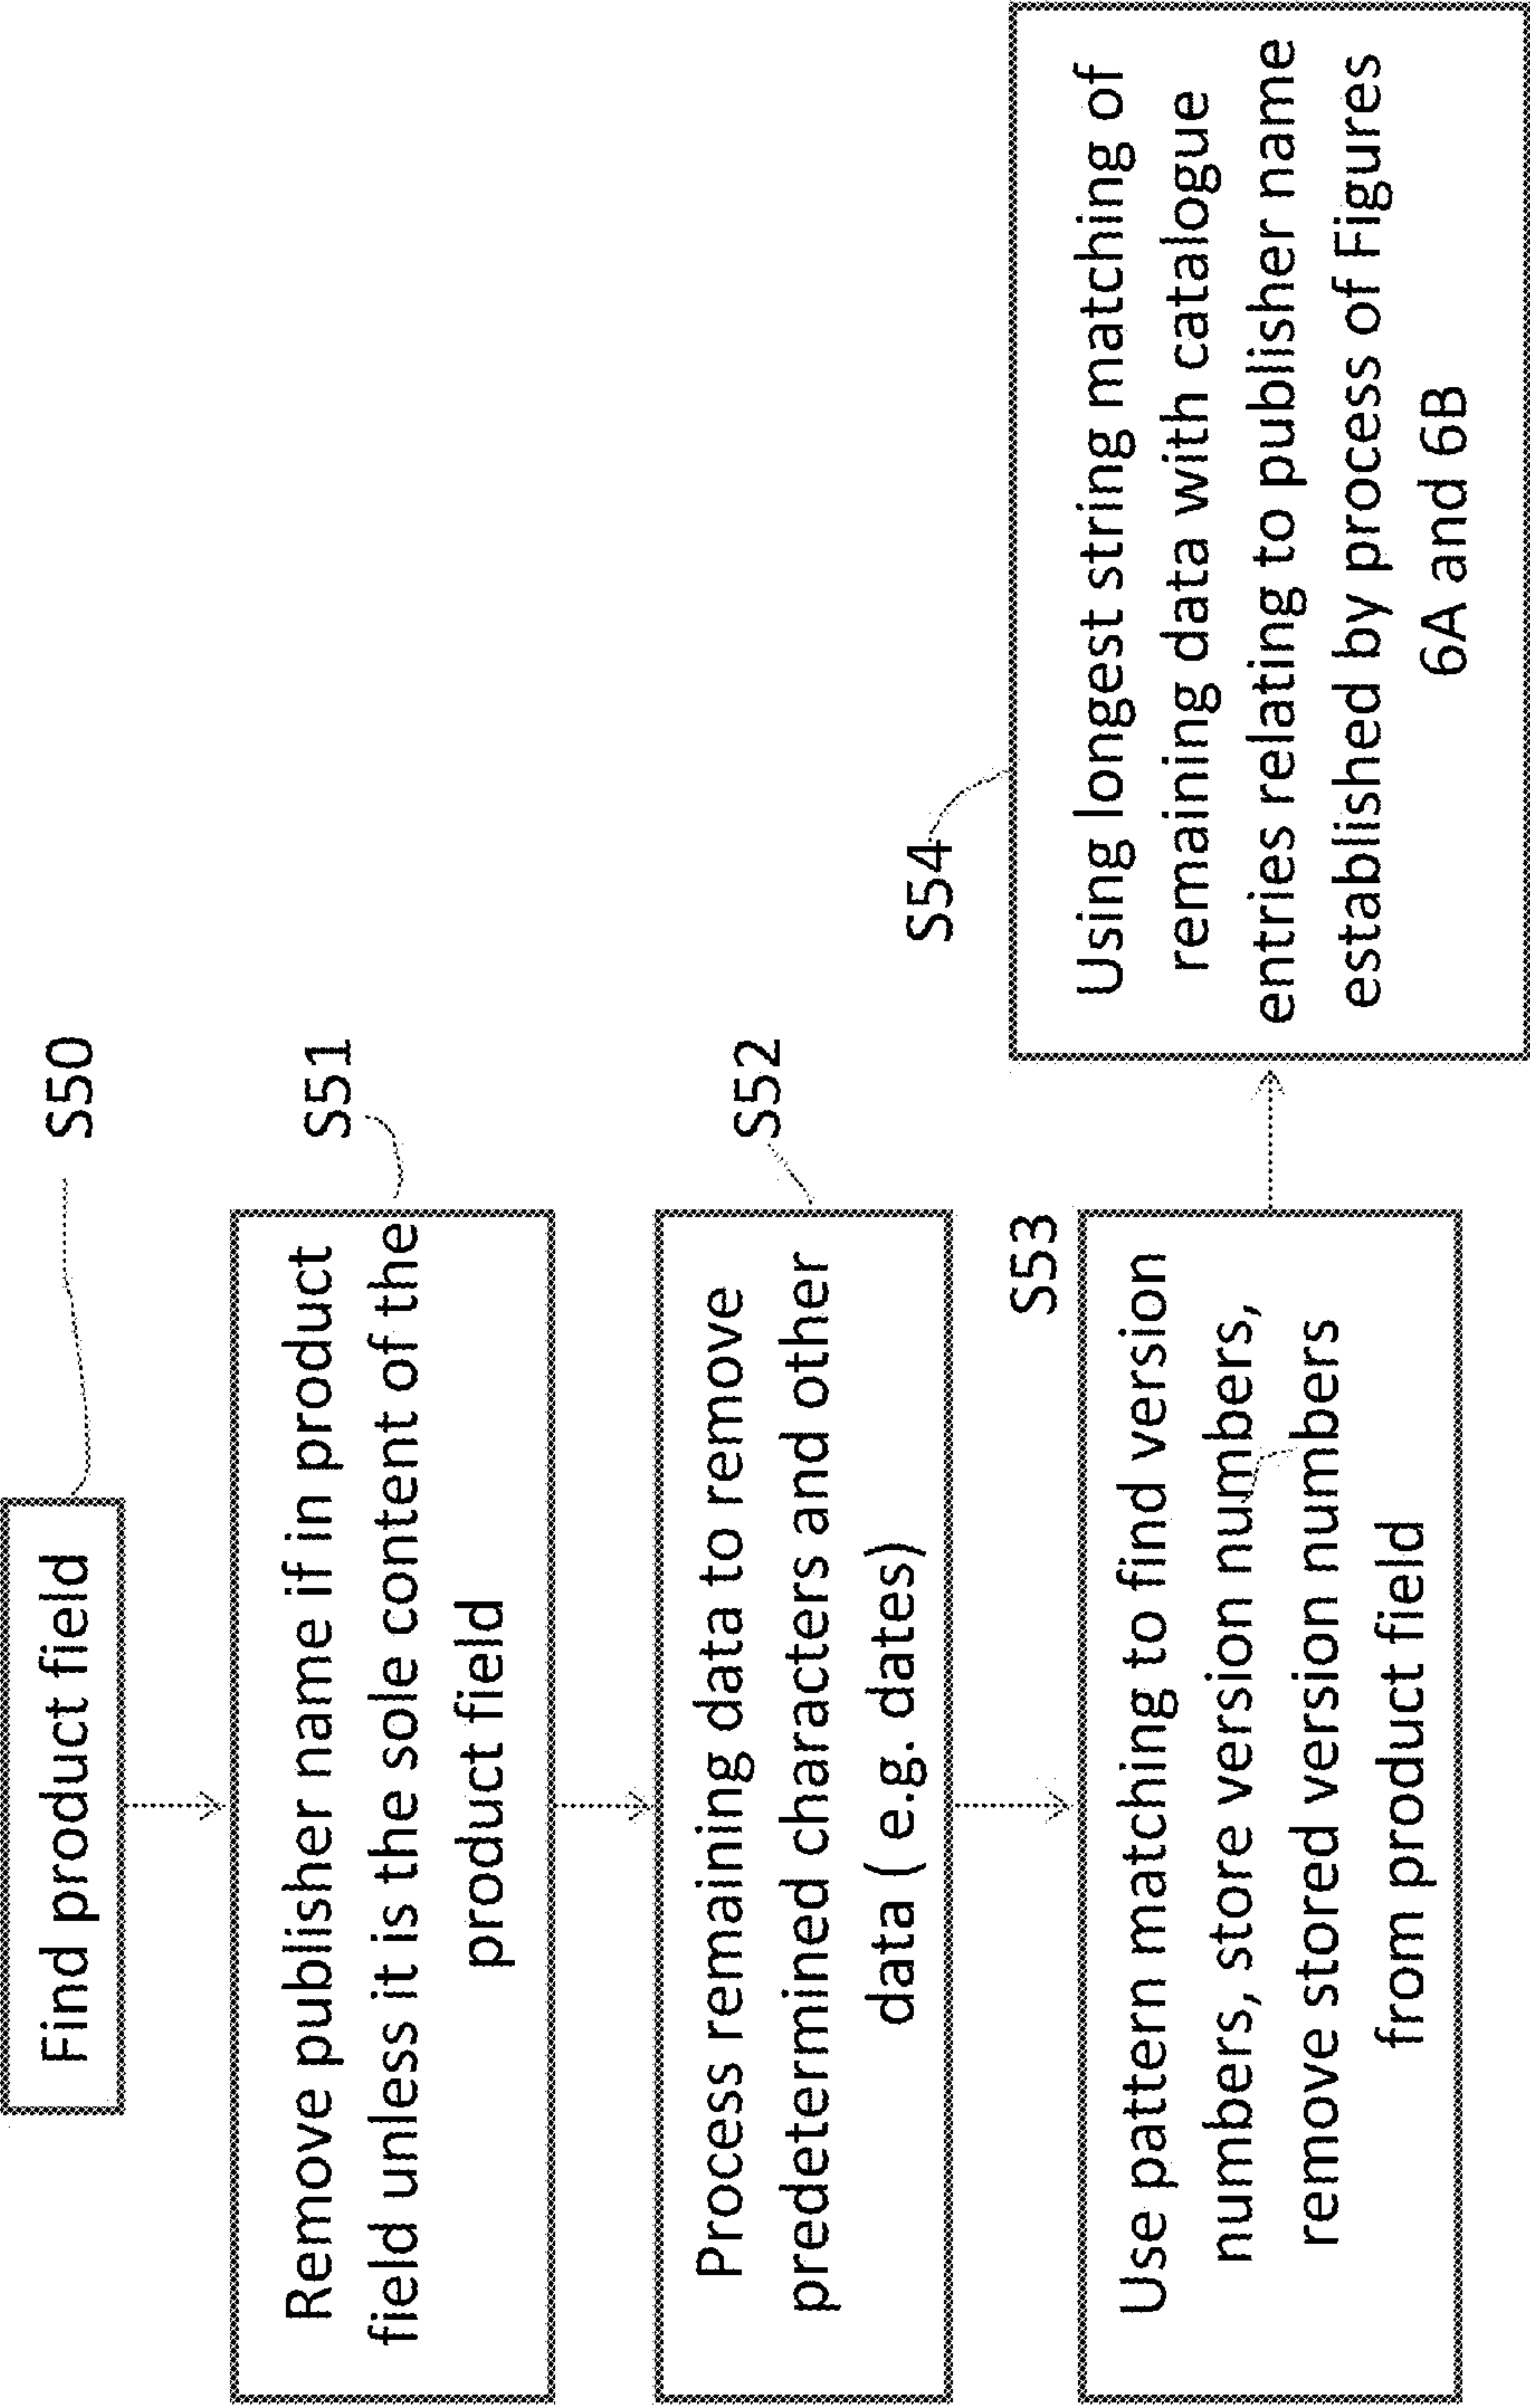 Find product field
S50
Remove publisher name if in product
field unless it is the sole content of the
product field
S51
Process remaining data to remove
predetermined characters and other
data ( e.g. dates)
S52
S53
Use pattern matching to find version
numbers, store version numbers,
remove stored version numbers
from product field
S54
Using longest string matching of
remaining data with catalogue
entries relating to publisher name
established by process of Figures
6A and 6B